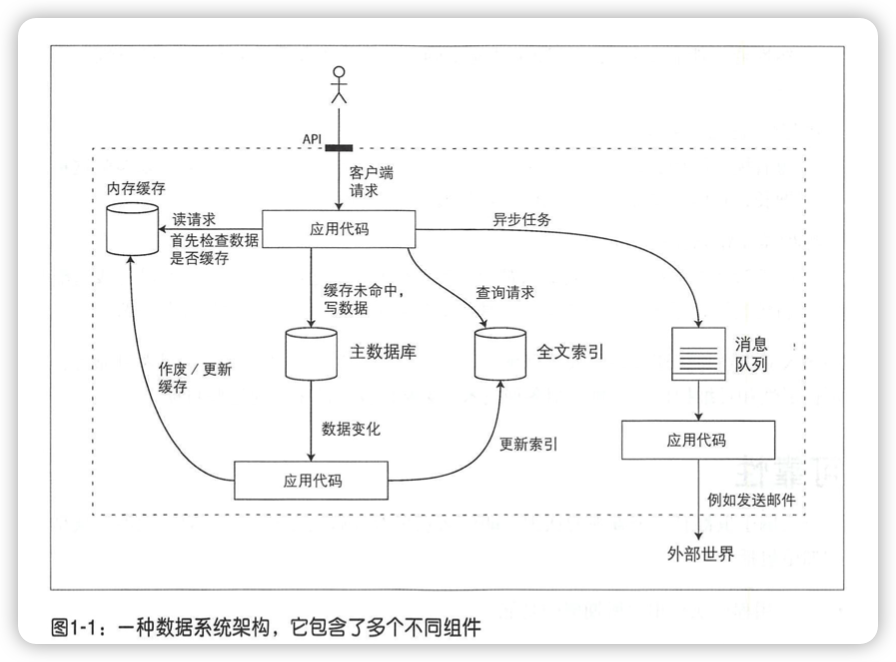 API
客户端
请求
内存缓存
读请求
首先检查数据
是否缓存
应用代码
异步任务
缓存未命中，
写数据
查询请求
主数据库
全文索引
消息
队列
作废 / 更新
缓存
数据变化
更新索引
应用代码
应用代码
例如发送邮件
外部世界
可靠性
图1-1：一种数据系统架构，它包含了多个不同组件